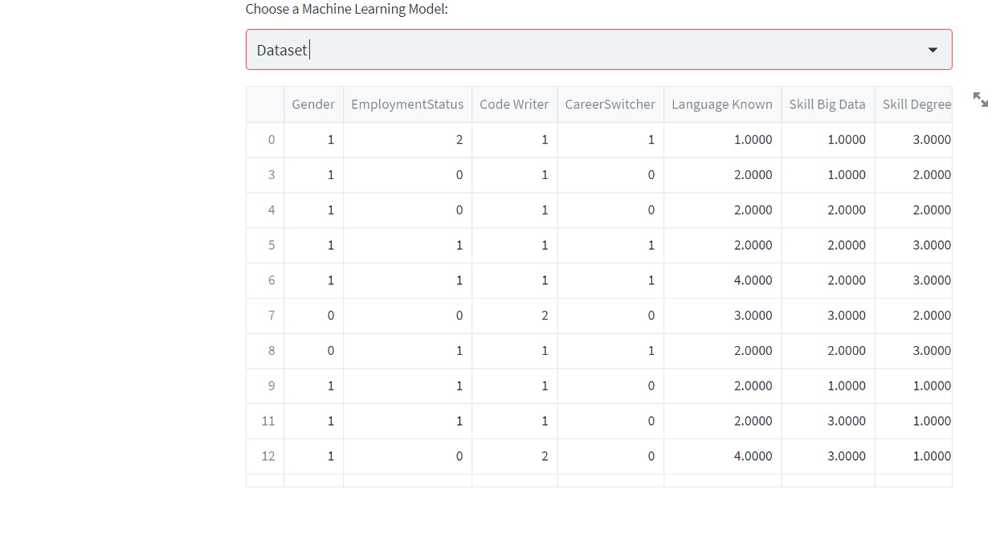 Choose a Machine Learning Model:
Dataset
Gender EmploymentStatus Code Writer CareerSwitcher Language Known Skill Big Data Skill Degree
0 1 2 1 1 1.0000 1.0000 3.0000
3 1 0 1 0 2.0000 1.0000 2.0000
4 1 0 1 0 2.0000 2.0000 2.0000
5 1 1 1 1 2.0000 2.0000 3.0000
6 1 1 1 1 4.0000 2.0000 3.0000
7 0 0 2 0 3.0000 3.0000 2.0000
8 0 1 1 1 2.0000 2.0000 3.0000
9 1 1 1 0 2.0000 1.0000 1.0000
11 1 1 1 0 2.0000 3.0000 1.0000
12 1 0 2 0 4.0000 3.0000 1.0000